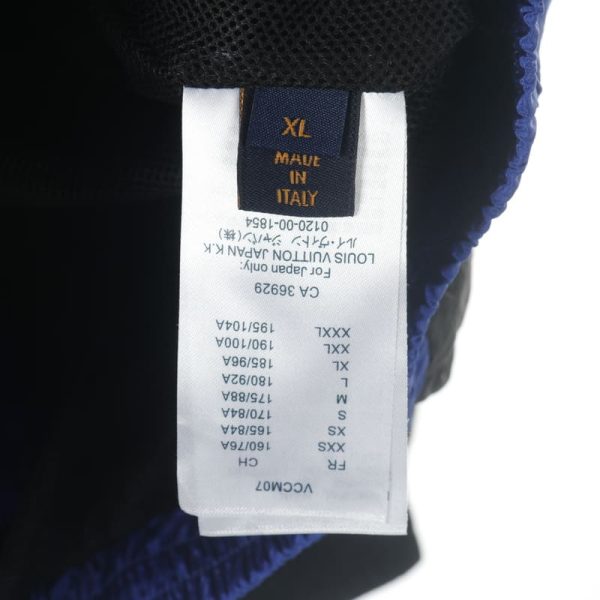 XL
MADE
IN
ITALY
VCCM07
FR CH
XXS 160/76A
XS 165/84A
S 170/84A
M 175/88A
L 180/92A
XL 185/96A
XXL 190/100A
XXXL 195/104A
CA 36929
For Japan only:
LOUIS VUITTON JAPAN K.K
ルイ・ヴィトン ジャパン(株)
0120-00-1854